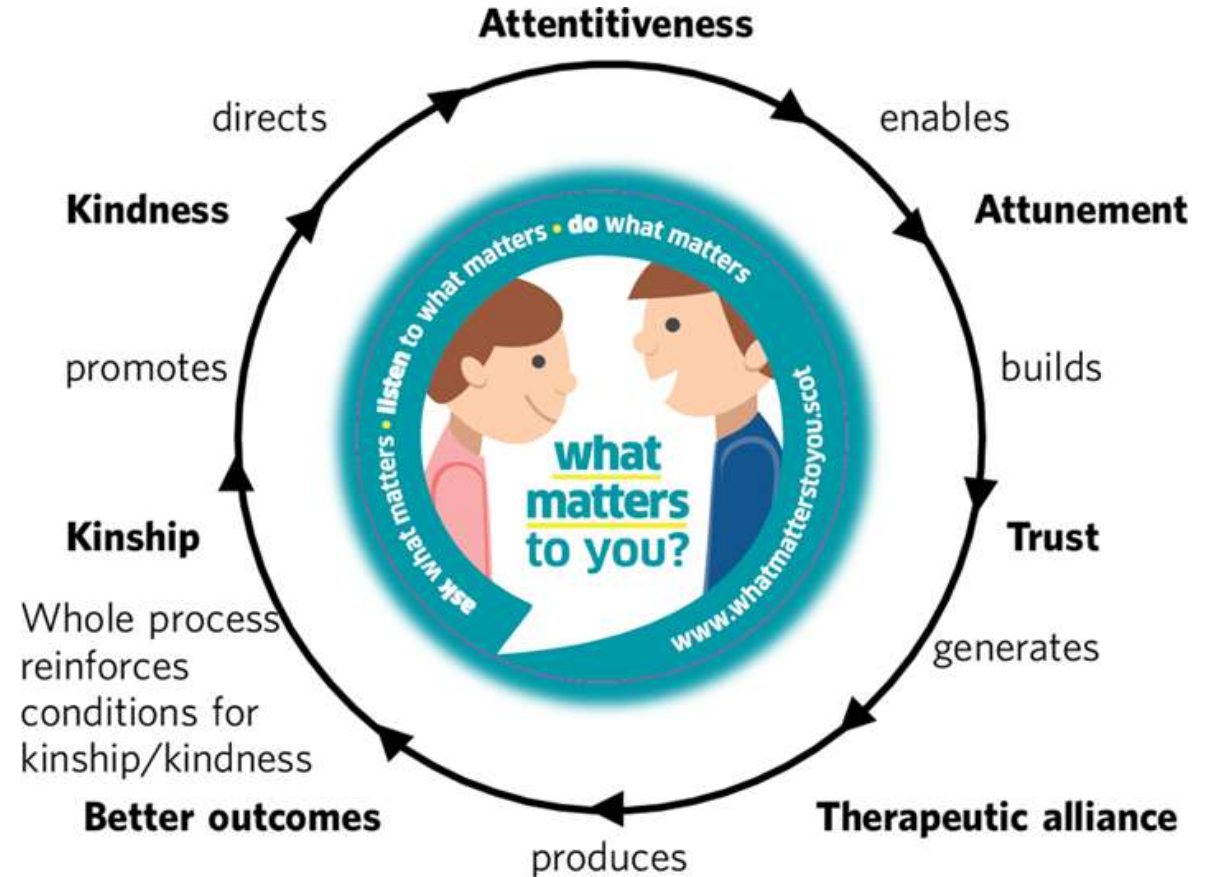 Attentitiveness
directs
enables
Kindness
Attunement
promotes
builds
Kinship
Trust
Whole process
reinforces
conditions for
kinship/kindness
generates
Better outcomes
Therapeutic alliance
produces
ask what matters • listen to what matters • do what matters
www.whatmatterstoyou.scot
what
matters
to you?